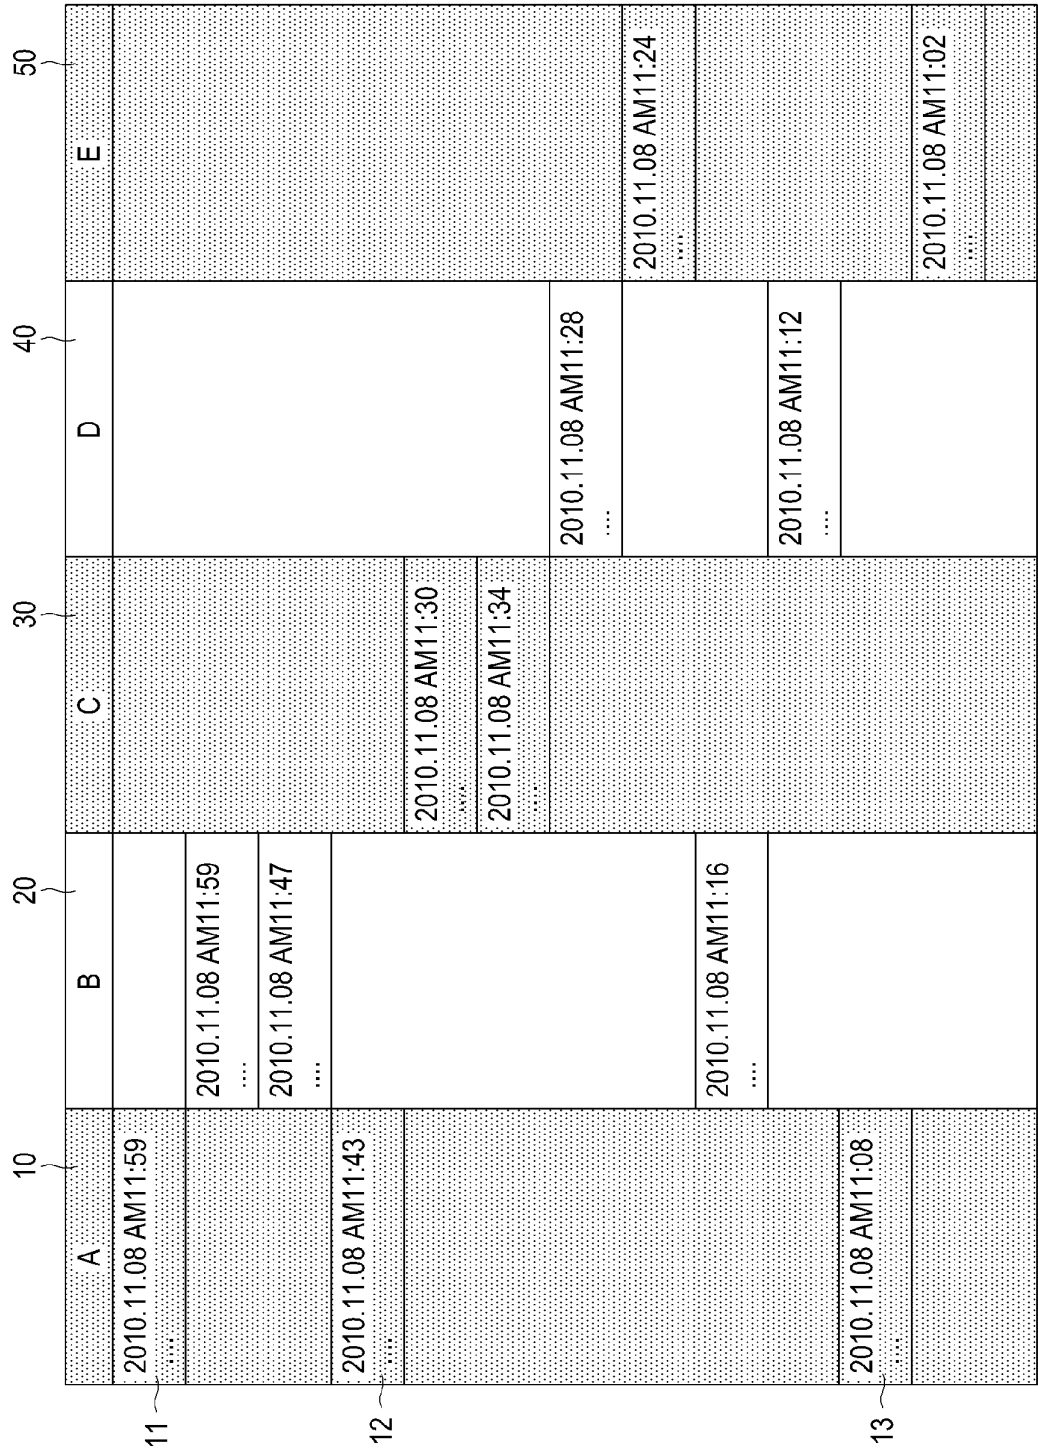 10 20 30 40 50
A B C D E
2010.11.08 AM11:59
11 ....
2010.11.08 AM11:59
....
2010.11.08 AM11:47
....
2010.11.08 AM11:43
12 ....
2010.11.08 AM11:30
....
2010.11.08 AM11:34
....
2010.11.08 AM11:28
....
2010.11.08 AM11:24
....
2010.11.08 AM11:16
....
2010.11.08 AM11:12
....
2010.11.08 AM11:08
13 ....
2010.11.08 AM11:02
....